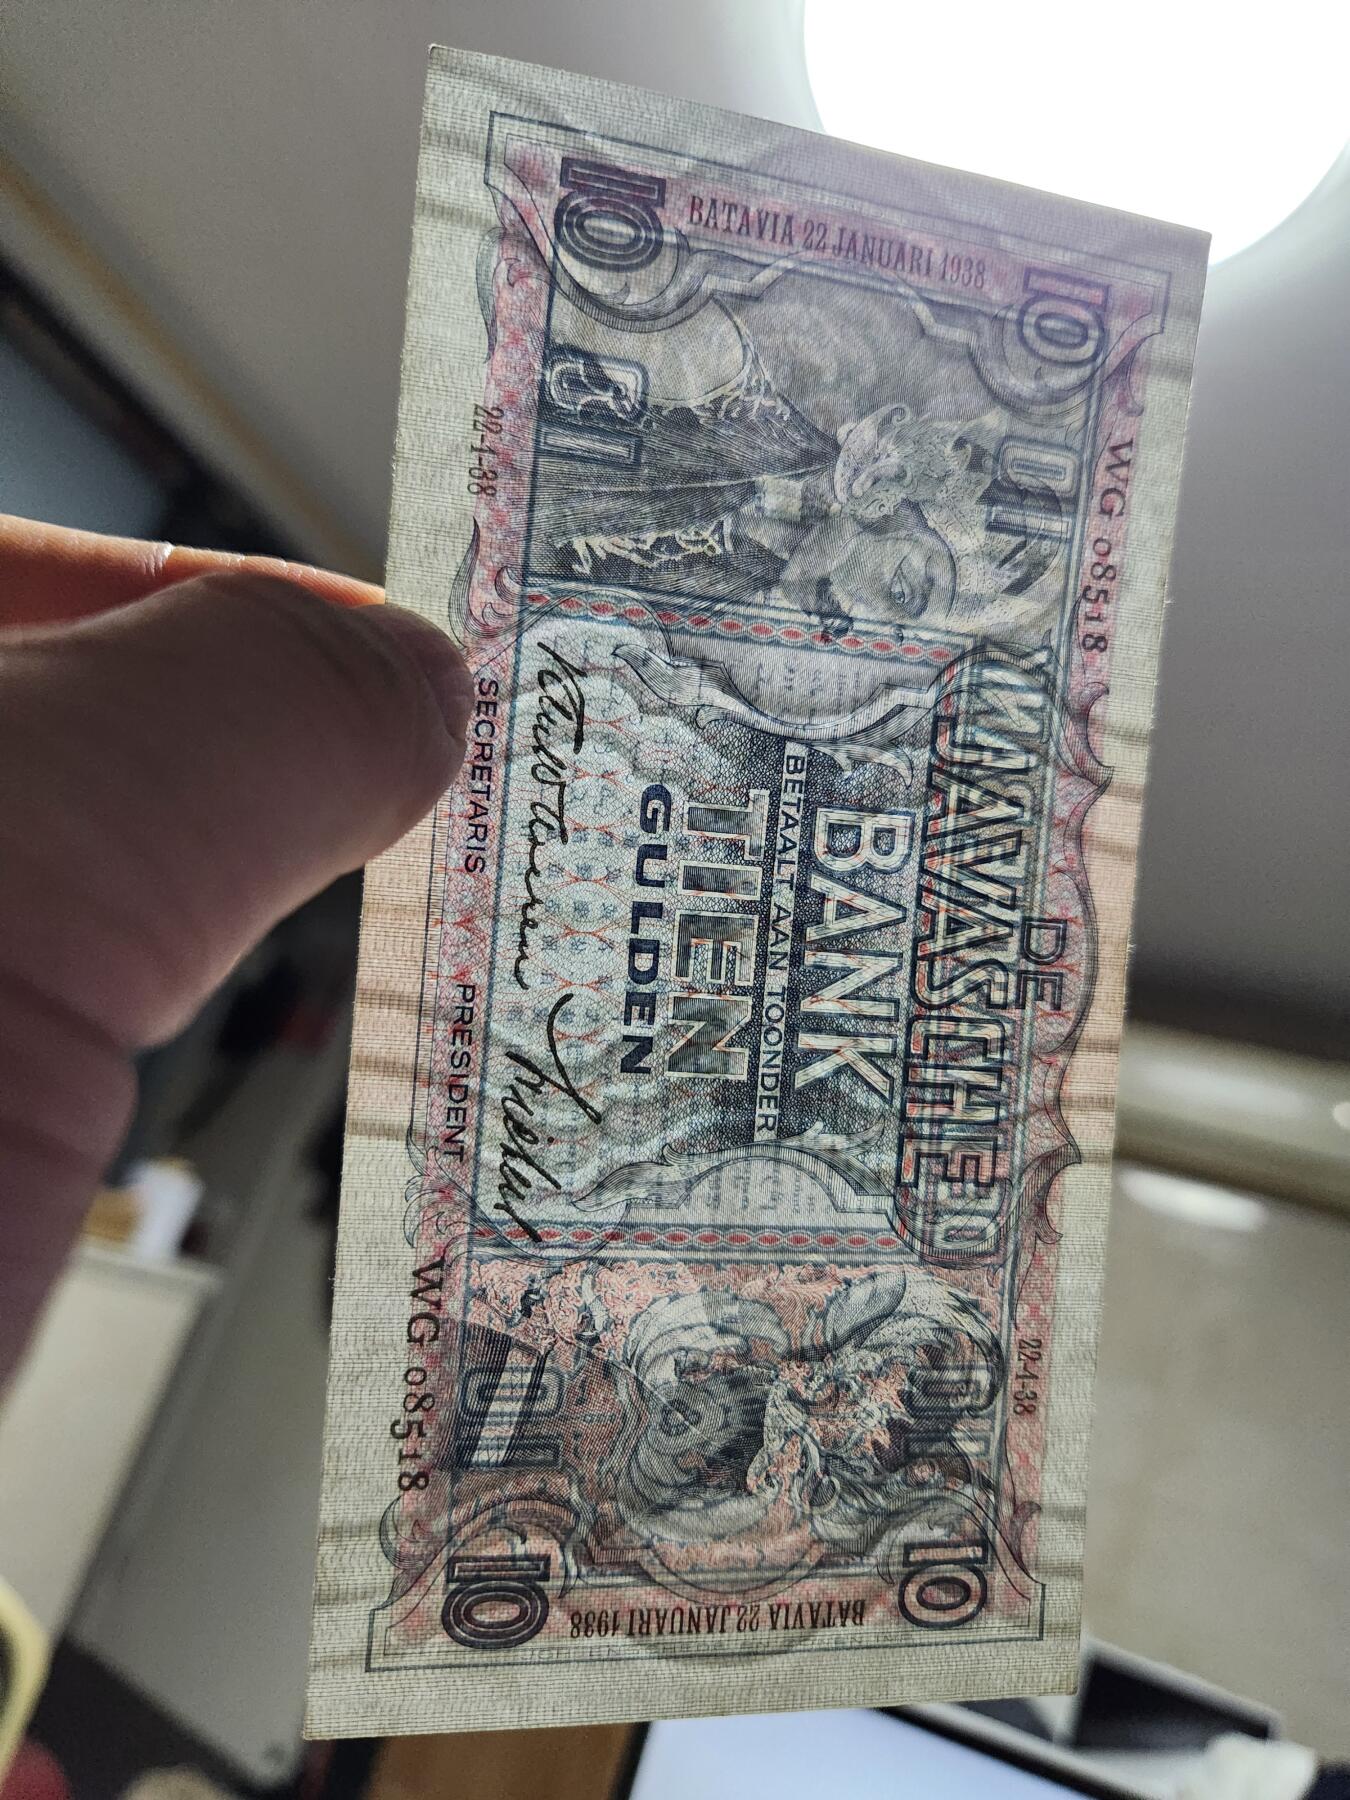 BATAVIA 22 JANUARI 1938
10
10
WG 08518
22-1-38
DE
JAVASCHE
BANK
BETAALT AAN TOONDER
TIEN
GULDEN
SECRETARIS
PRESIDENT
22-1-38
WG 08518
10
10
BATAVIA 22 JANUARI 1938